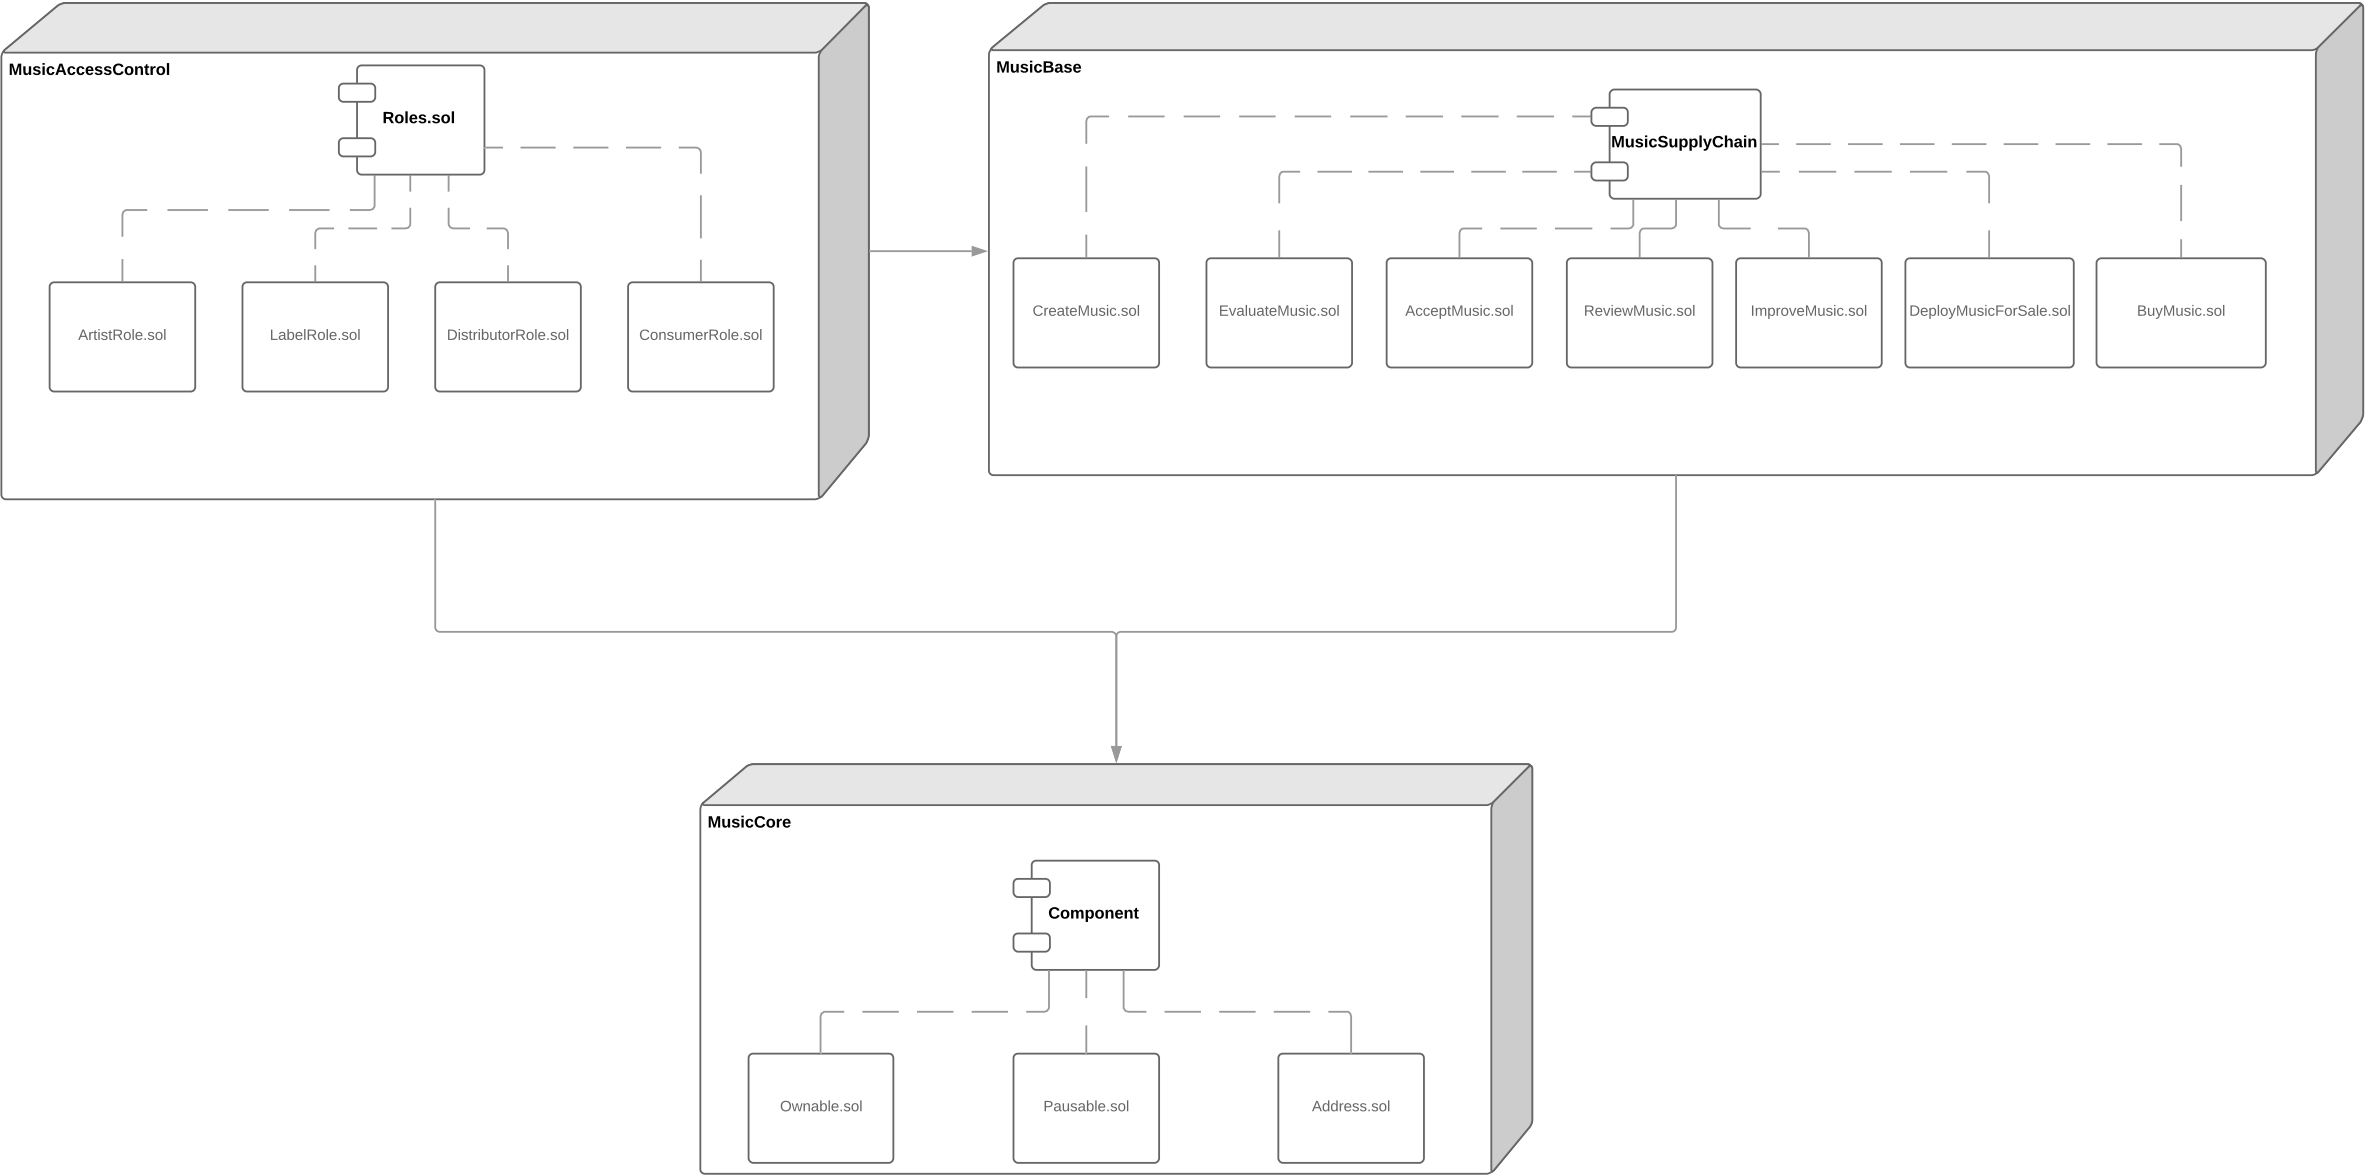 MusicAccessControl
Roles.sol
ArtistRole.sol
LabelRole.sol
DistributorRole.sol
ConsumerRole.sol
MusicBase
MusicSupplyChain
CreateMusic.sol
EvaluateMusic.sol
AcceptMusic.sol
ReviewMusic.sol
ImproveMusic.sol
DeployMusicForSale.sol
BuyMusic.sol
MusicCore
Component
Ownable.sol
Pausable.sol
Address.sol